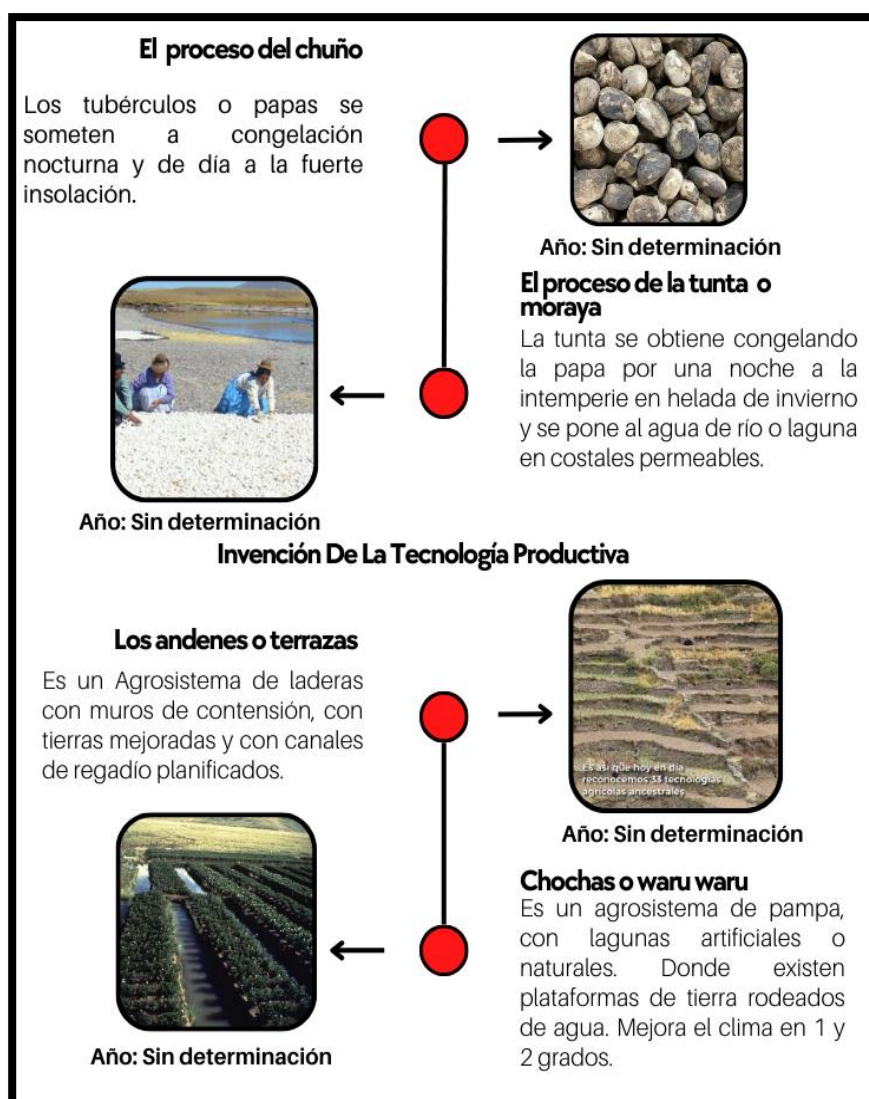 El proceso del chuño
Los tubérculos o papas se
someten a congelación
nocturna y de día a la fuerte
insolación.
Año: Sin determinación
El proceso de la tunta o
moraya
La tunta se obtiene congelando
la papa por una noche a la
intemperie en helada de invierno
y se pone al agua de río o laguna
en costales permeables.
Año: Sin determinación
Invención De La Tecnología Productiva
Los andenes o terrazas
Es un Agrosistema de laderas
con muros de contensión, con
tierras mejoradas y con canales
de regadío planificados.
Es así que hoy en día
reconocemos 33 tecnologías
agrícolas ancestrales
Año: Sin determinación
Chochas o waru waru
Es un agrosistema de pampa,
con lagunas artificiales o
naturales. Donde existen
plataformas de tierra rodeados
de agua. Mejora el clima en 1 y
2 grados.
Año: Sin determinación